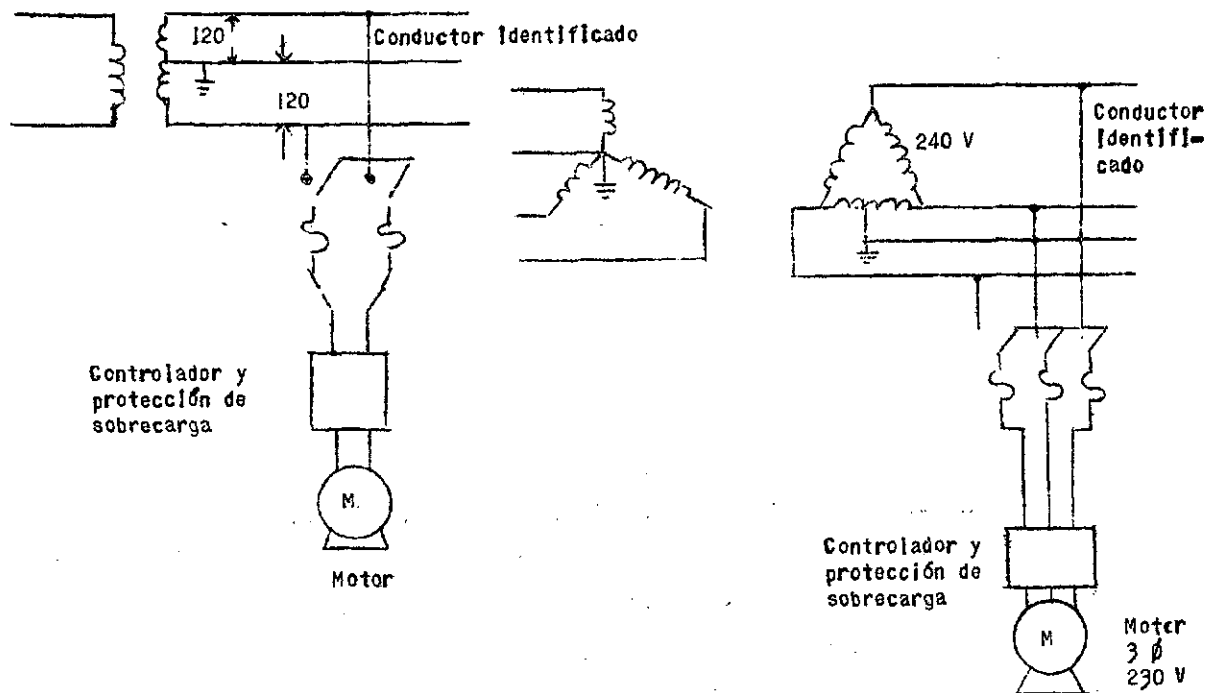 120
Conductor identificado
120
Controlador y
protección de
sobrecarga
M.
Motor
240 V
Conductor
identifi-
cado
Controlador y
protección de
sobrecarga
M
Motor
3 Ø
230 V